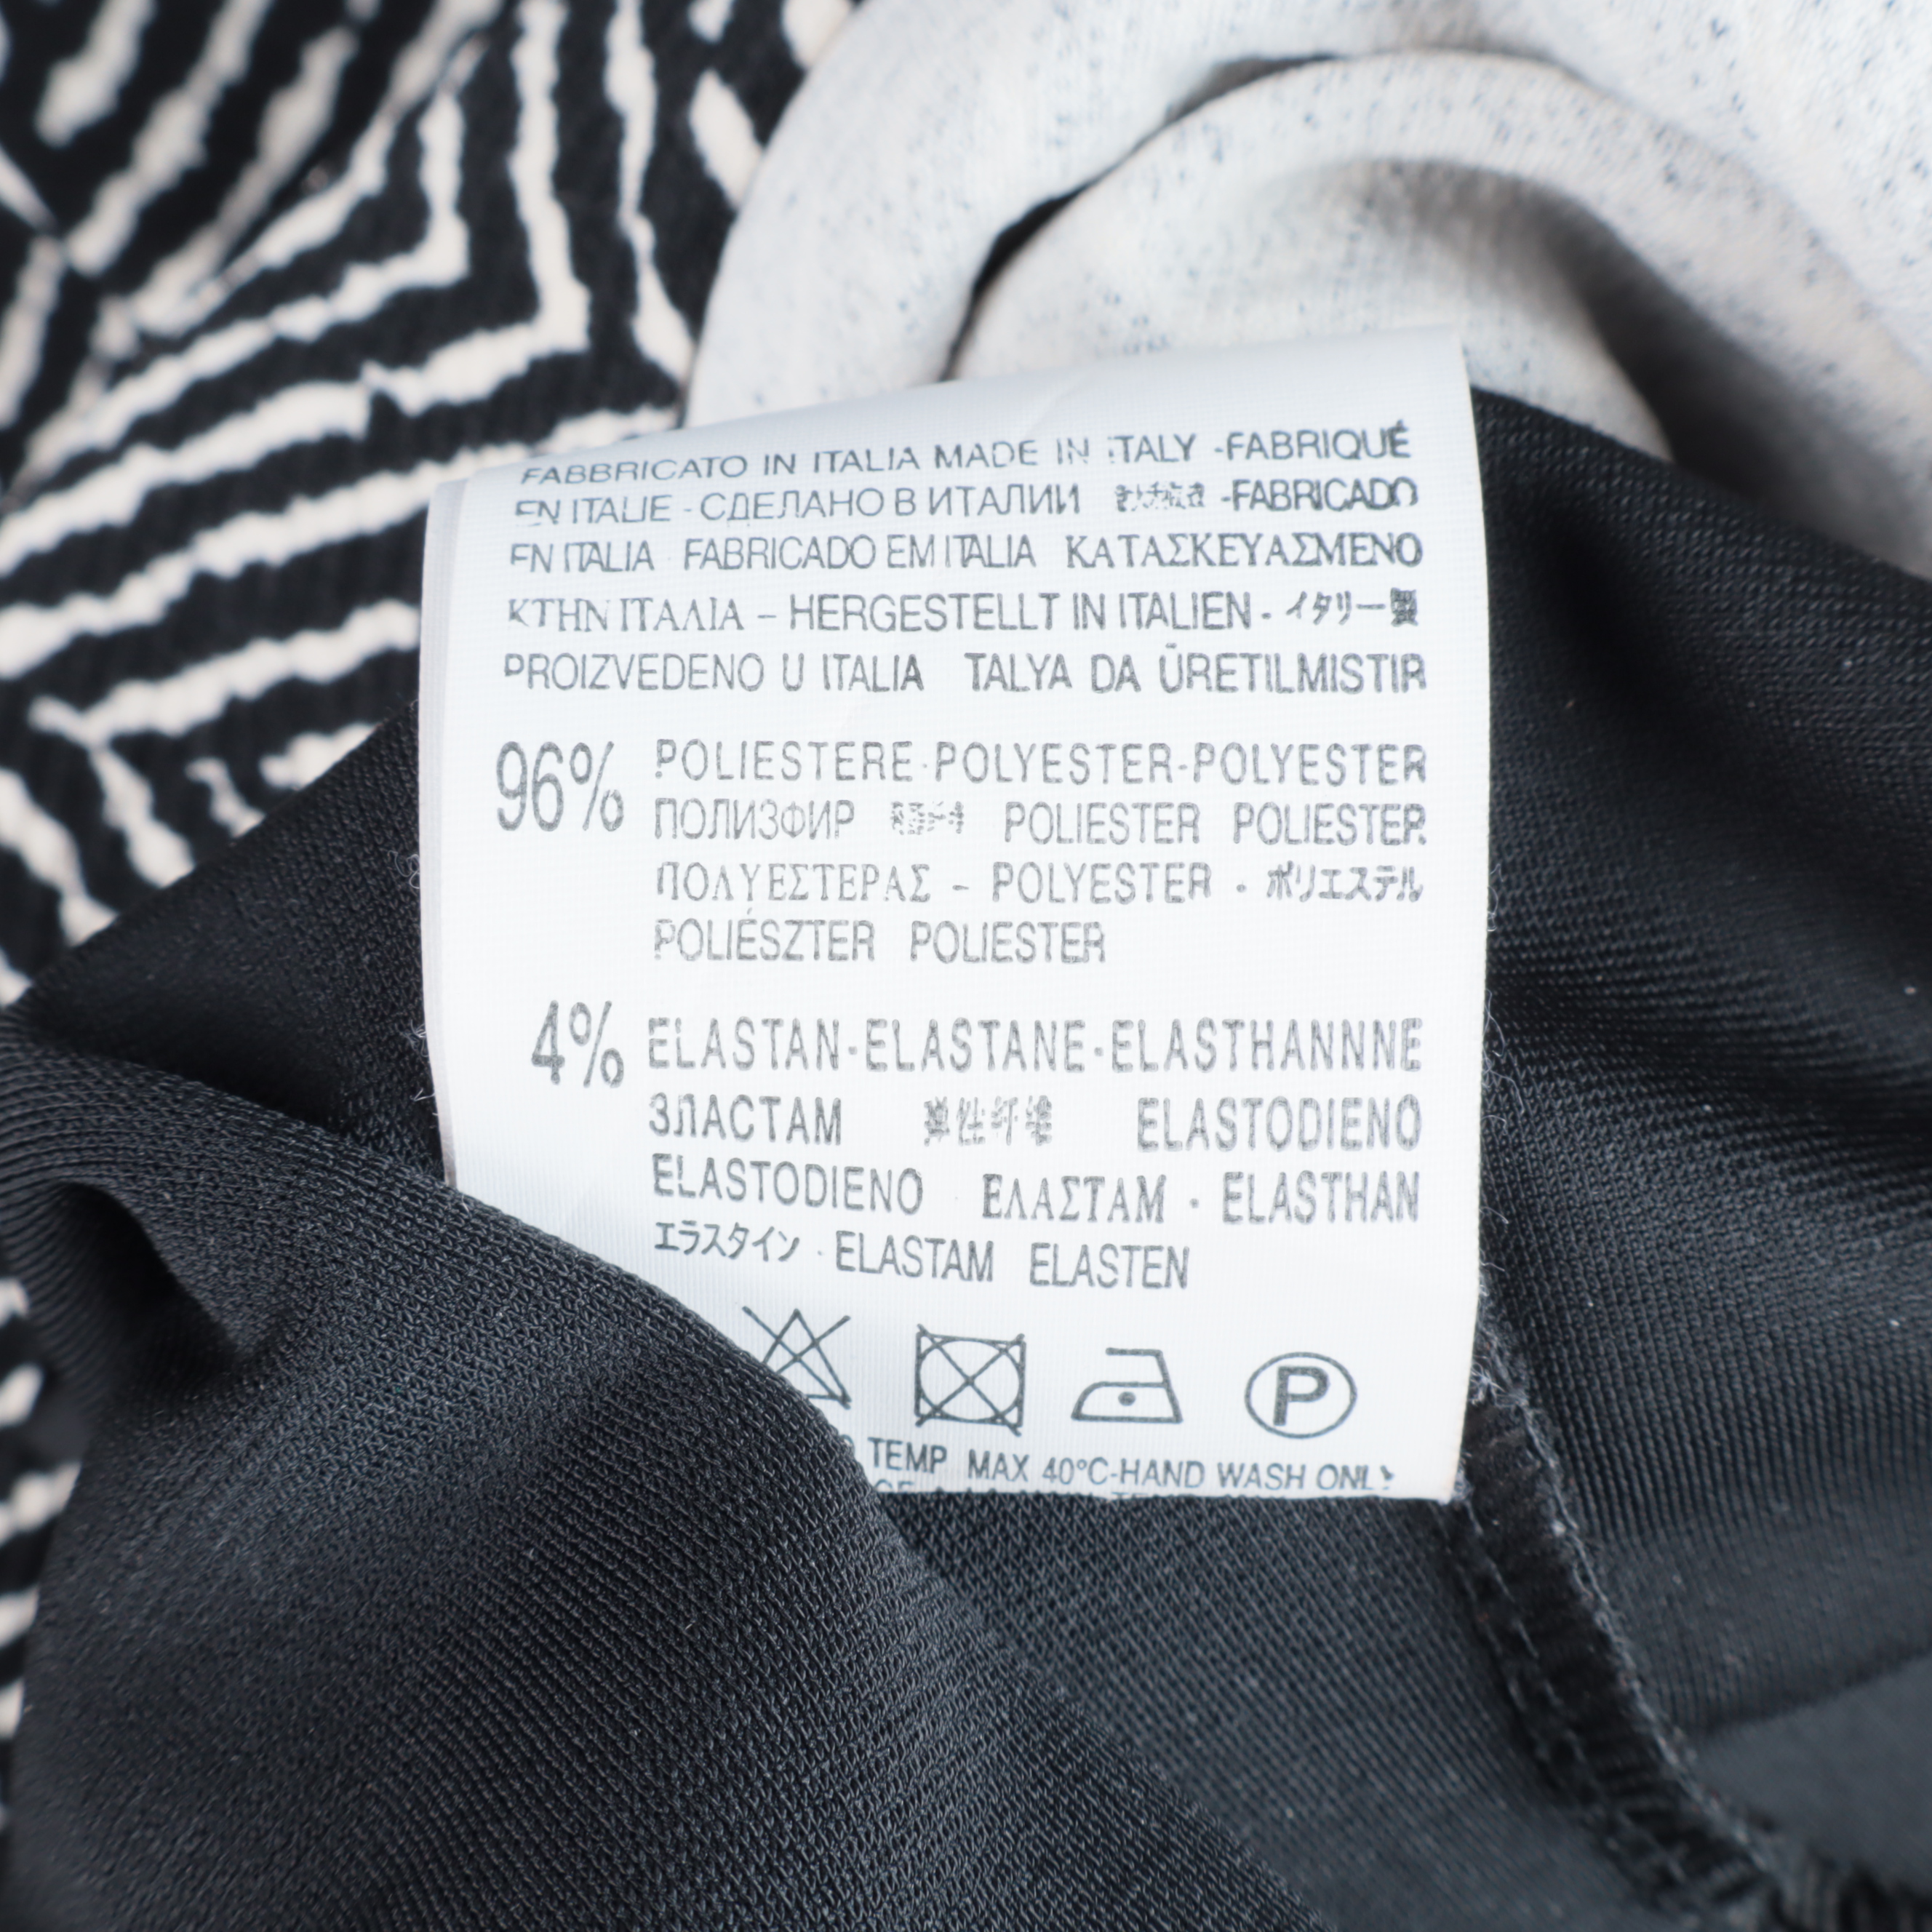 FABBRICATO IN ITALIA MADE IN ITALY -FABRIQUÉ
EN ITALIE - СДЕЛАНО В ИТАЛИИ -FABRICADO
EN ITALIA FABRICADO EM ITALIA ΚΑΤΑΣΚΕΥΑΣΜΕΝΟ
ΚΤΗΝ ΙΤΑΛΙΑ – HERGESTELLT IN ITALIEN - イタリー製
PROIZVEDENO U ITALIA TALYA DA ÜRETILMISTIR
96% POLIESTERE-POLYESTER-POLYESTER
ПОЛИЗФИР POLIESTER POLIESTER
ΠΟΛΥΕΣΤΕΡΑΣ - POLYESTER - ポリエステル
POLIÉSZTER POLIESTER
4% ELASTAN-ELASTANE-ELASTHANNNE
ЗЛАСТАМ 弹性纤维 ELASTODIENO
ELASTODIENO ΕΛΑΣΤΑΜ - ELASTHAN
エラスタイン - ELASTAM ELASTEN
P
TEMP MAX 40°C-HAND WASH ONLY